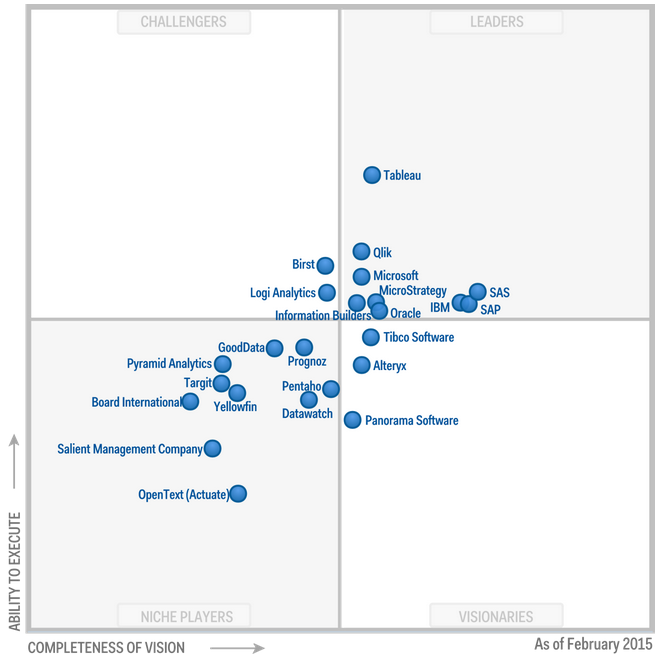 CHALLENGERS
LEADERS
Tableau
Qlik
Birst
Microsoft
MicroStrategy
Logi Analytics
SAS
IBM
SAP
Information Builders
Oracle
Tibco Software
GoodData
Prognoz
Pyramid Analytics
Alteryx
Targit
Pentaho
Board International
Yellowfin
Datawatch
Panorama Software
Salient Management Company
OpenText (Actuate)
ABILITY TO EXECUTE
NICHE PLAYERS
VISIONARIES
COMPLETENESS OF VISION
As of February 2015